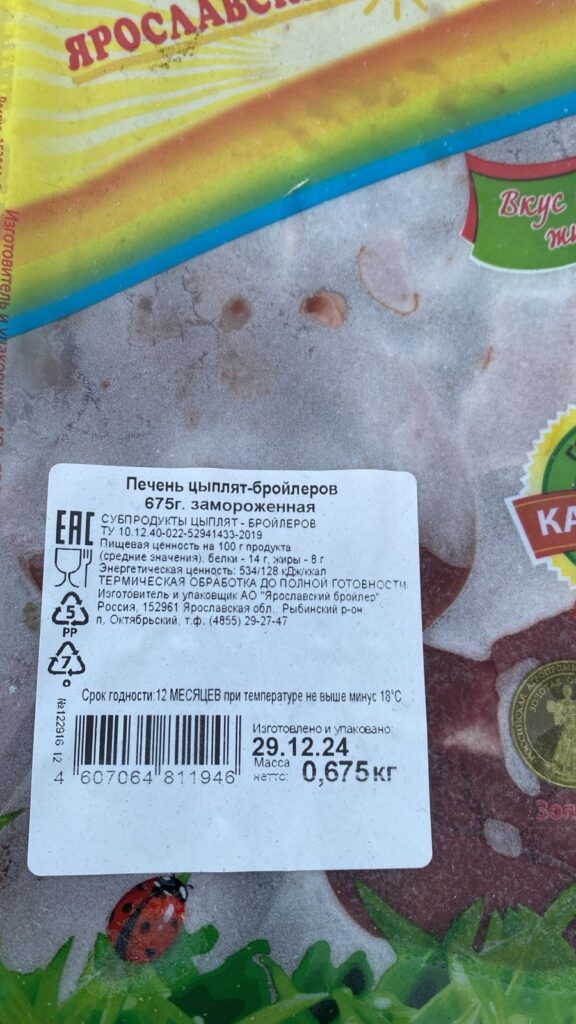 ЯРОСЛАВСК
Вкус
Изготовитель и упаковщик АО
КА
Печень цыплят-бройлеров
675г. замороженная
EAC
СУБПРОДУКТЫ ЦЫПЛЯТ - БРОЙЛЕРОВ
ТУ 10.12.40-022-52941433-2019
Пищевая ценность на 100 г продукта
(средние значения): белки - 14 г, жиры - 8 г
Энергетическая ценность: 534/128 кДж/ккал
ТЕРМИЧЕСКАЯ ОБРАБОТКА ДО ПОЛНОЙ ГОТОВНОСТИ
Изготовитель и упаковщик АО "Ярославский бройлер"
Россия, 152961 Ярославская обл. Рыбинский р-он
п. Октябрьский, т.ф. (4855) 29-27-47
5
PP
7
O
Срок годности:12 МЕСЯЦЕВ при температуре не выше минус 18°C
№122916 12
Изготовлено и упаковано:
29.12.24
Масса
нетто: 0,675кг
4 607064 811946
Зол